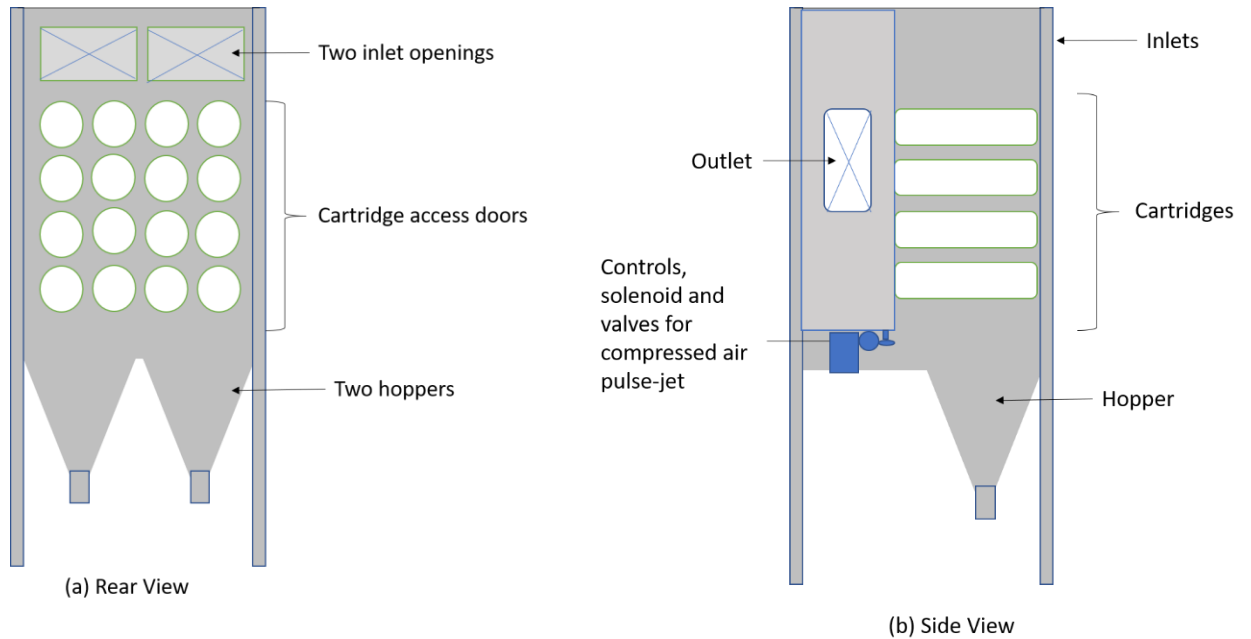 Two inlet openings
Cartridge access doors
Two hoppers
(a) Rear View
Inlets
Outlet
Cartridges
Controls,
solenoid and
valves for
compressed air
pulse-jet
Hopper
(b) Side View